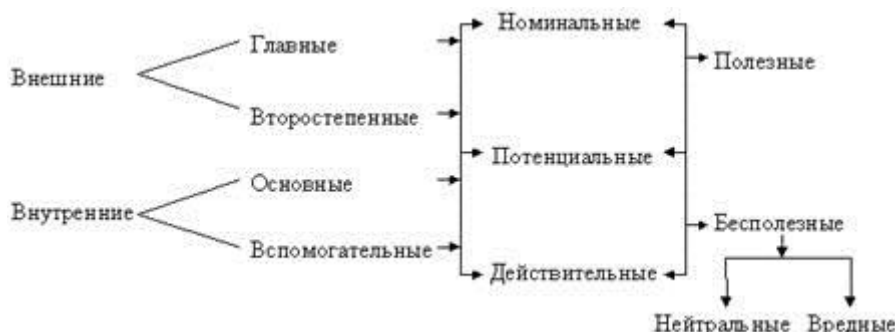 Внешние
Главные
Второстепенные
Внутренние
Основные
Вспомогательные
Номинальные
Потенциальные
Действительные
Полезные
Бесполезные
Нейтральные
Вредные